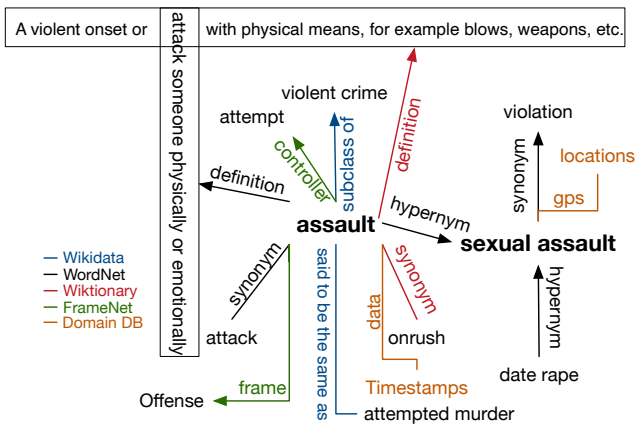 A violent onset or
with physical means, for example blows, weapons, etc.
attack someone physically or emotionally
violent crime
attempt
violation
controller
subclass of
definition
locations
synonym
gps
definition
hypernym
assault
sexual assault
Wikidata
WordNet
Wiktionary
FrameNet
Domain DB
synonym
said to be the same as
data
synonym
hypernym
attack
onrush
date rape
frame
Timestamps
Offense
attempted murder